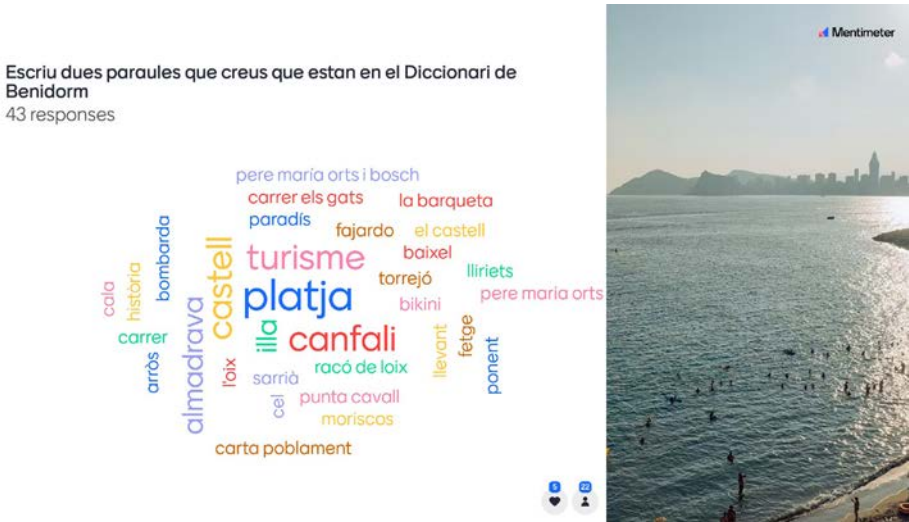 Mentimeter
Escriu dues paraules que creus que estan en el Diccionari de
Benidorm
43 responses
pere maría orts i bosch
carrer els gats
la barqueta
paradís
fajardo
el castell
bombarda
castell
turisme
baixel
lliriets
torrejó
cala
història
platja
bikini
pere maria orts
carrer
almadrava
illa
canfali
llevant
fetge
ponent
arròs
l'oix
racó de loix
sarrià
cel
punta cavall
moriscos
carta poblament
5
22